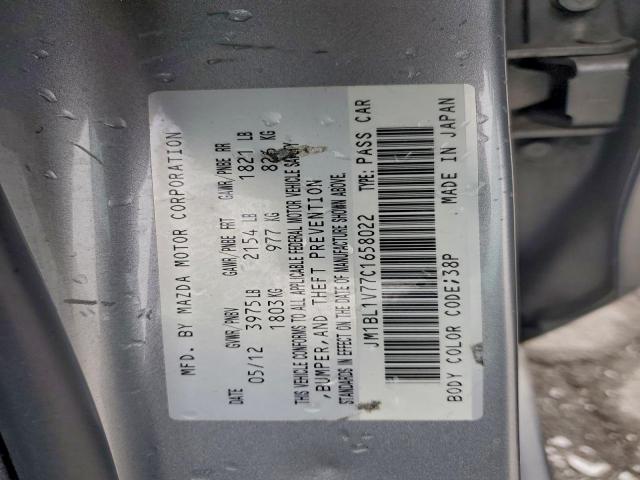 MFD. BY MAZDA MOTOR CORPORATION
DATE GVWR/PNBV GAWR/PNBE FRT GAWR/PNBE RR
05/12 3975LB 2154 LB 1821 LB
1803KG 977 KG 826 KG
THIS VEHICLE CONFORMS TO ALL APPLICABLE FEDERAL MOTOR VEHICLE SAFETY
,BUMPER,AND THEFT PREVENTION
STANDARDS IN EFFECT ON THE DATE OF MANUFACTURE SHOWN ABOVE.
JM1BL1V77C1658022 TYPE: PASS CAR
BODY COLOR CODE:38P MADE IN JAPAN